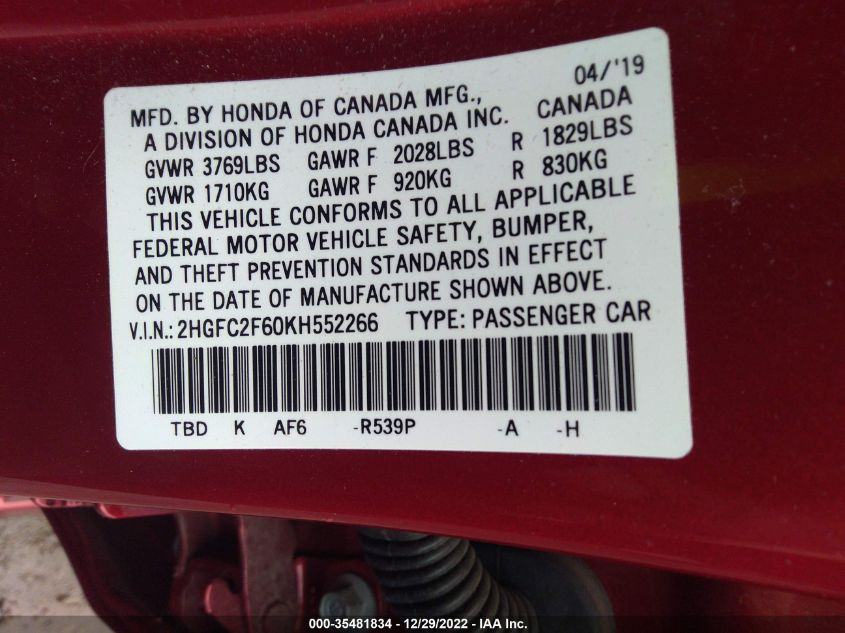 04/'19
MFD. BY HONDA OF CANADA MFG.,
A DIVISION OF HONDA CANADA INC. CANADA
GVWR 3769LBS GAWR F 2028LBS R 1829LBS
GVWR 1710KG GAWR F 920KG R 830KG
THIS VEHICLE CONFORMS TO ALL APPLICABLE
FEDERAL MOTOR VEHICLE SAFETY, BUMPER,
AND THEFT PREVENTION STANDARDS IN EFFECT
ON THE DATE OF MANUFACTURE SHOWN ABOVE.
V.I.N.: 2HGFC2F60KH552266 TYPE: PASSENGER CAR
TBD K AF6 -R539P -A -H
000-35481834 - 12/29/2022 - IAA Inc.